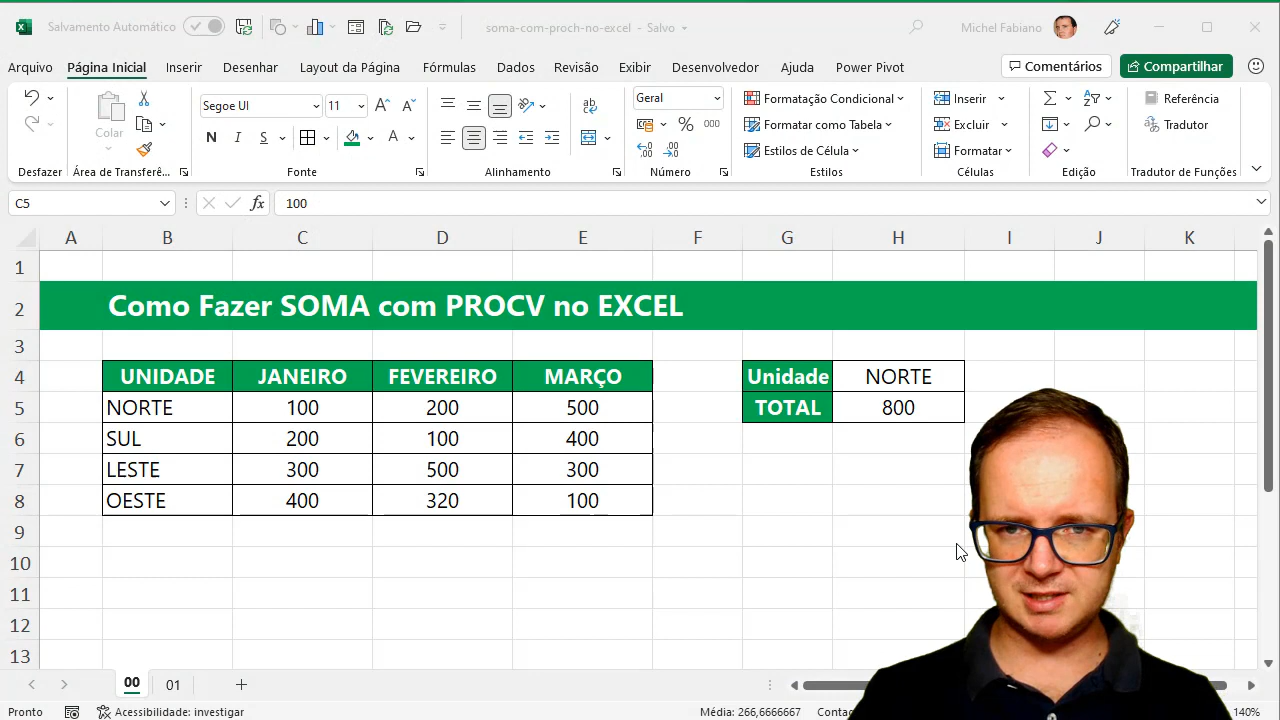 Salvamento Automático
soma-com-proch-no-excel - Salvo
Michel Fabiano
Arquivo Página Inicial Inserir Desenhar Layout da Página Fórmulas Dados Revisão Exibir Desenvolvedor Ajuda Power Pivot
Comentários Compartilhar
Segoe UI 11 Geral
Formatação Condicional Inserir Referência
Colar
N I S
Formatar como Tabela Excluir Tradutor
Estilos de Célula Formatar
Desfazer Área de Transferê... Fonte Alinhamento Número Estilos Células Edição Tradutor de Funções
C5 fx 100
A B C D E F G H I J K
1
2 Como Fazer SOMA com PROCV no EXCEL
3
4 UNIDADE JANEIRO FEVEREIRO MARÇO Unidade NORTE
5 NORTE 100 200 500 TOTAL 800
6 SUL 200 100 400
7 LESTE 300 500 300
8 OESTE 400 320 100
9
10
11
12
13
00 01
Pronto Acessibilidade: investigar Média: 266,6666667 140%